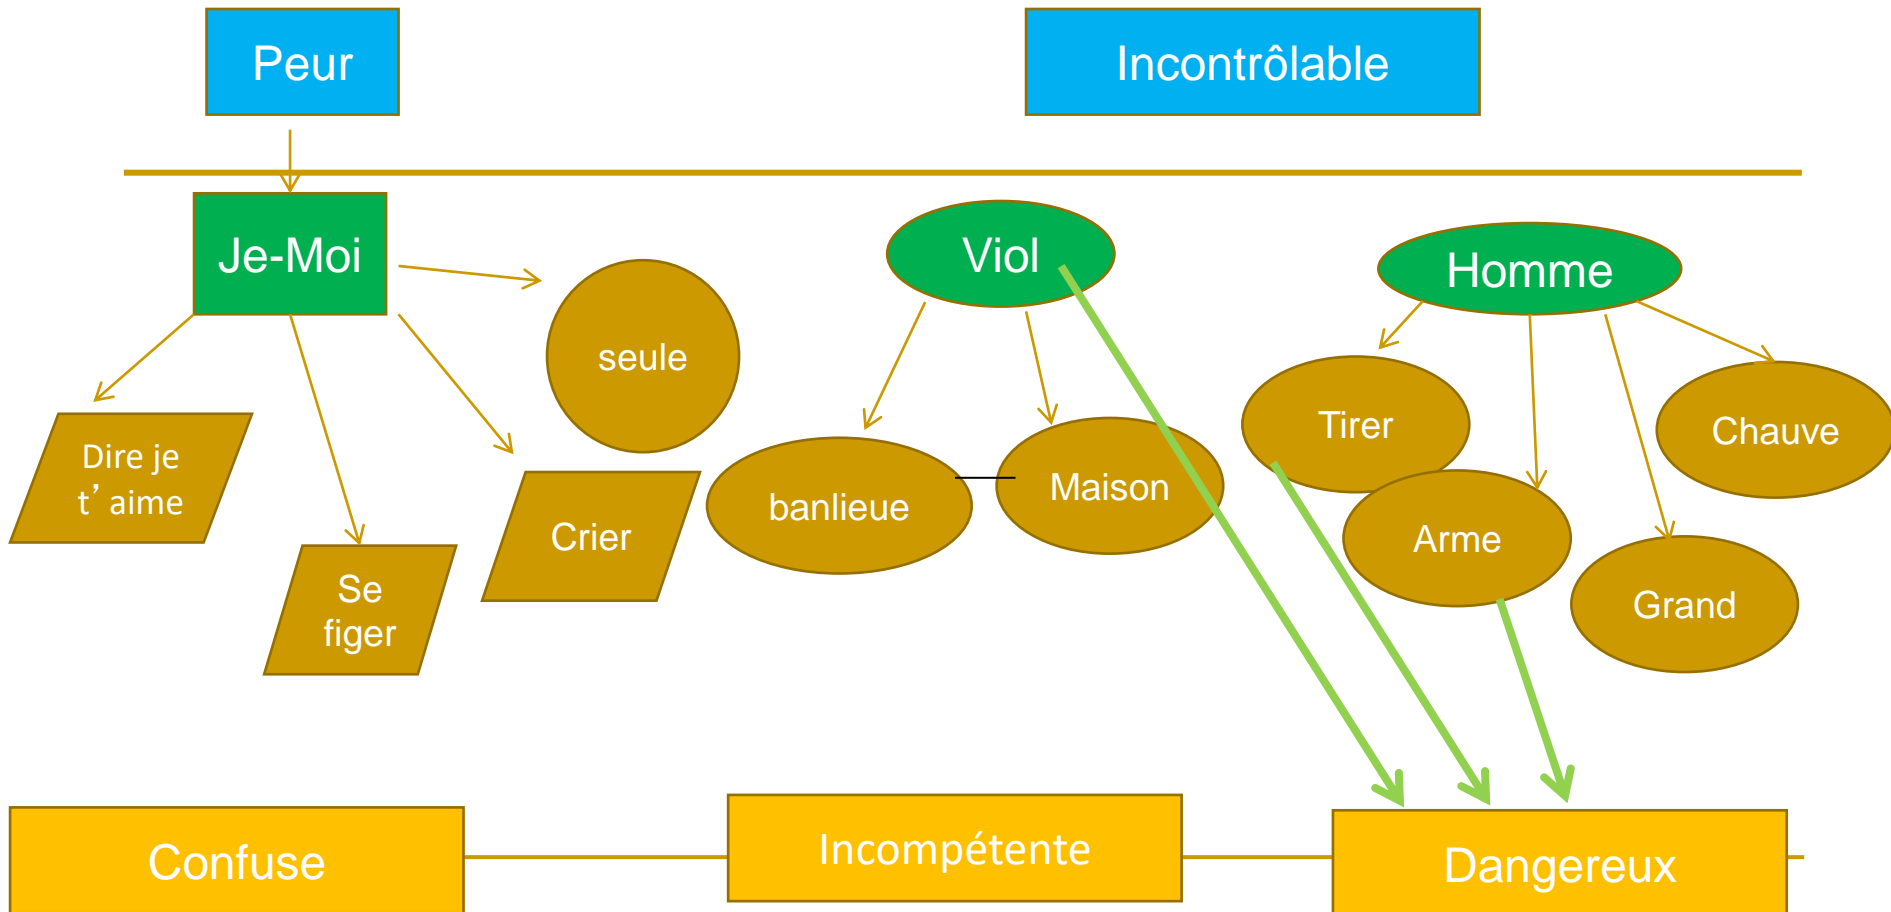 Peur
Incontrôlable
Je-Moi
Viol
Homme
seule
Tirer
Chauve
Dire je
t’ aime
banlieue
Maison
Crier
Arme
Se
figer
Grand
Confuse
Incompétente
Dangereux